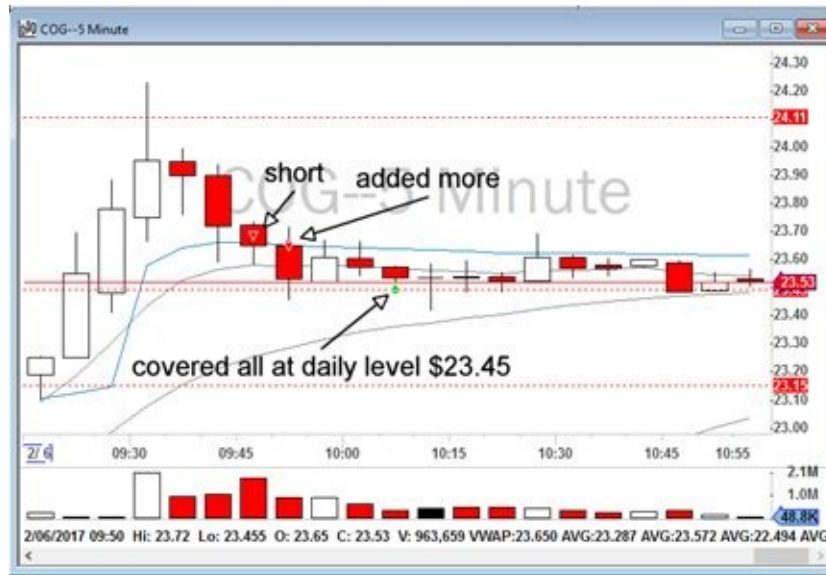 COG--5 Minute
COG--5 Minute
24.30
24.20
24.11
24.00
23.90
23.80
short
added more
23.70
23.60
23.53
23.40
covered all at daily level $23.45
23.30
23.20
23.15
23.10
23.00
2/ 6
09:30
09:45
10:00
10:15
10:30
10:45
10:55
2.1M
1.0M
48.8K
2/06/2017 09:50 Hi: 23.72 Lo: 23.455 O: 23.65 C: 23.53 V: 963,659 VWAP:23.650 AVG:23.287 AVG:23.572 AVG:22.494 AVG